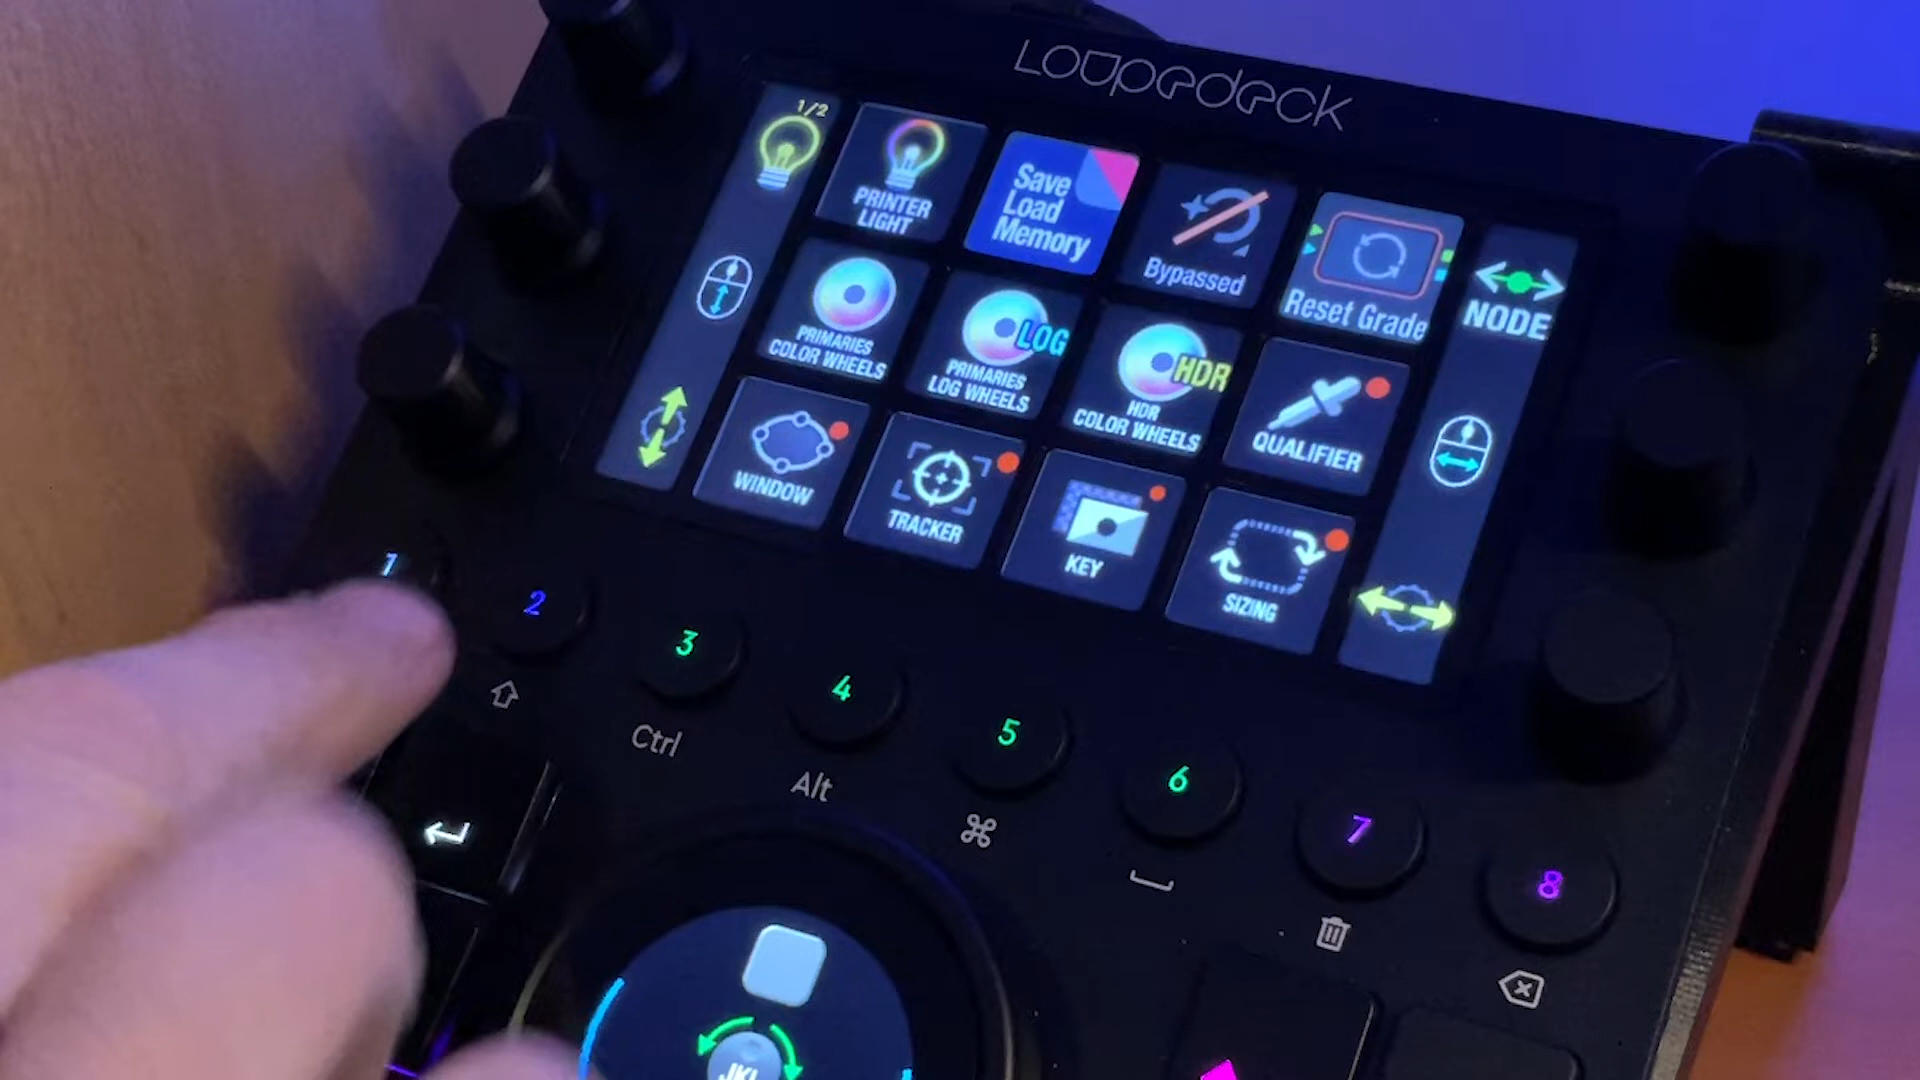 Loupedeck
1/2
PRINTER
LIGHT
Save
Load
Memory
Bypassed
Reset Grade
NODE
PRIMARIES
COLOR WHEELS
LOG
PRIMARIES
LOG WHEELS
HDR
HDR
COLOR WHEELS
QUALIFIER
WINDOW
TRACKER
KEY
SIZING
1
2
3
4
5
6
7
8
Ctrl
Alt
⌘
JKL